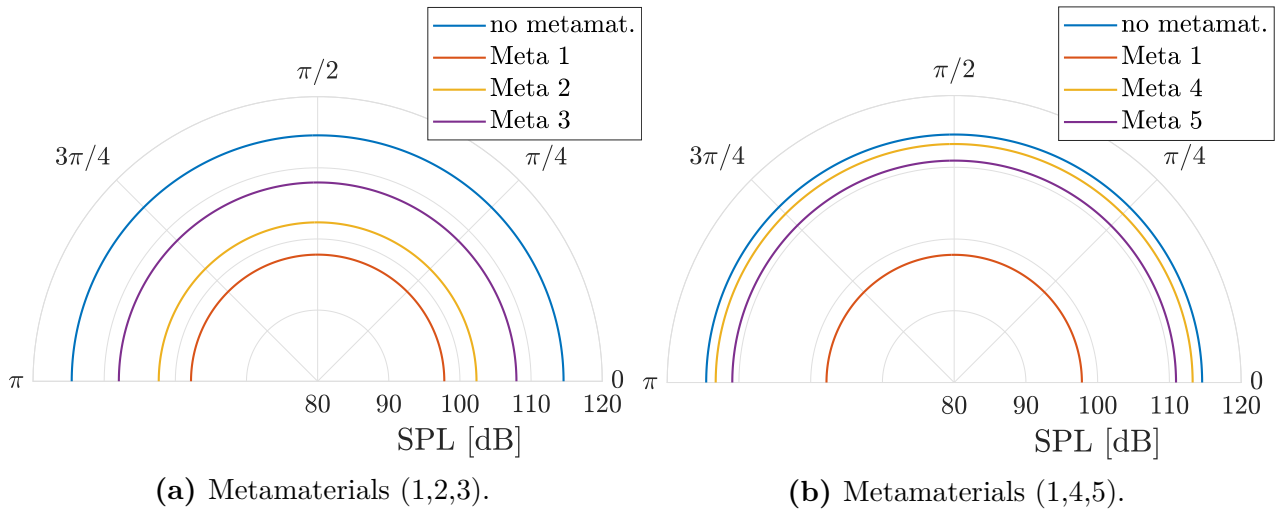 no metamat.
Meta 1
Meta 2
Meta 3
π/2
3π/4
π/4
π
0
80 90 100 110 120
SPL [dB]
(a) Metamaterials (1,2,3).
no metamat.
Meta 1
Meta 4
Meta 5
π/2
3π/4
π/4
π
0
80 90 100 110 120
SPL [dB]
(b) Metamaterials (1,4,5).